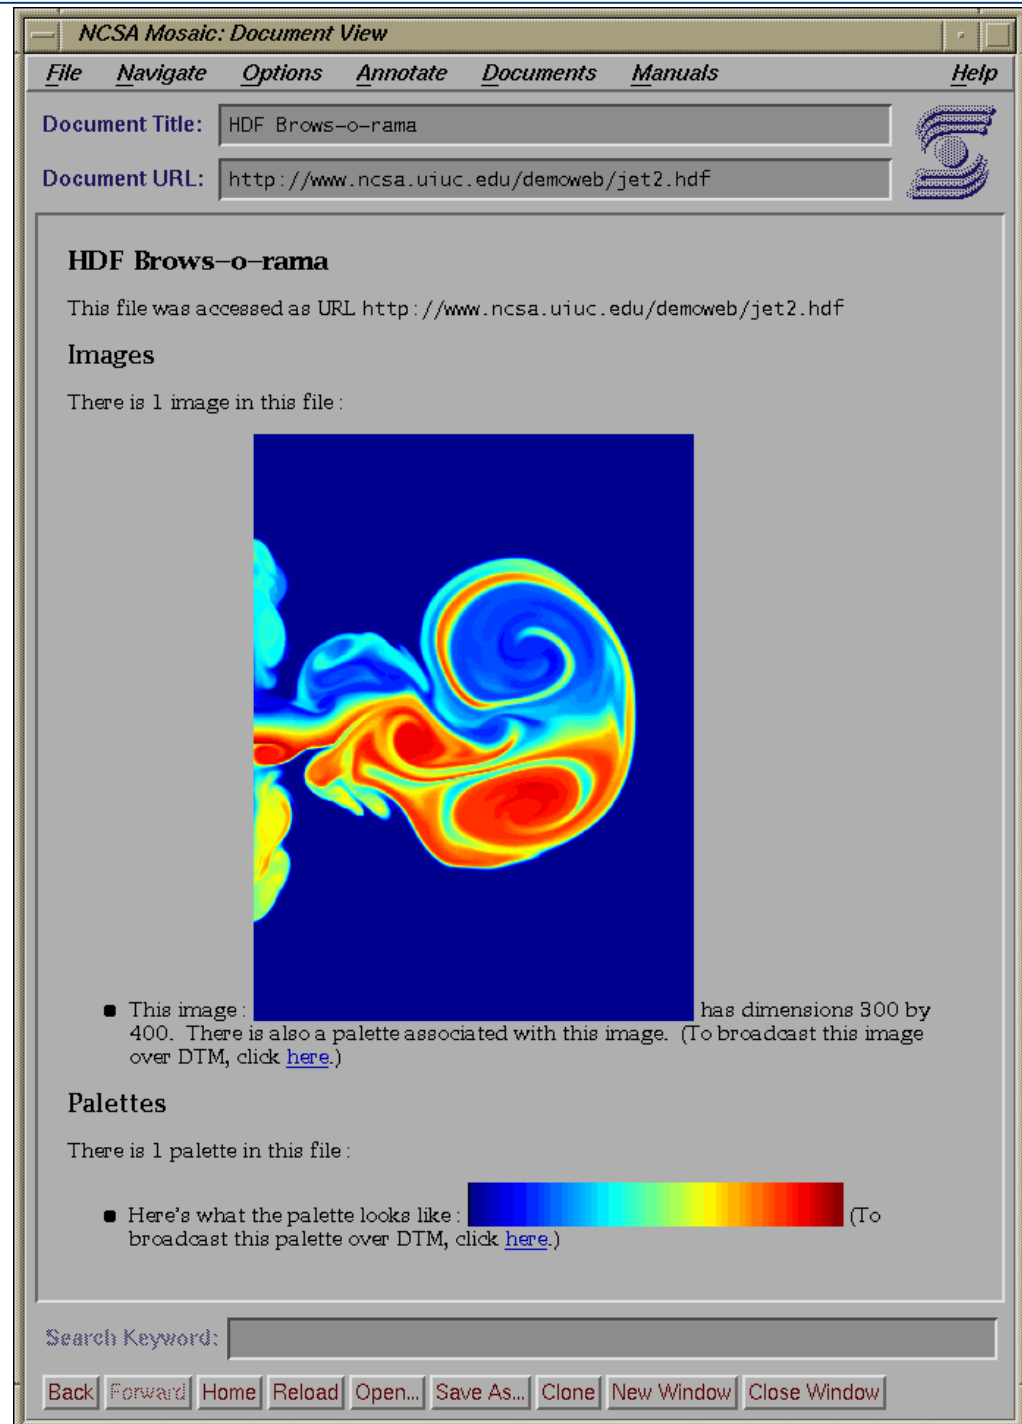 NCSA Mosaic: Document View
File Navigate Options Annotate Documents Manuals Help
Document Title: HDF Brows-o-rama
Document URL: http://www.ncsa.uiuc.edu/demoweb/jet2.hdf
HDF Brows-o-rama
This file was accessed as URL http://www.ncsa.uiuc.edu/demoweb/jet2.hdf
Images
There is 1 image in this file:
This image: has dimensions 300 by
400. There is also a palette associated with this image. (To broadcast this image
over DTM, click here.)
Palettes
There is 1 palette in this file:
Here's what the palette looks like: (To
broadcast this palette over DTM, click here.)
Search Keyword:
Back Forward Home Reload Open... Save As... Clone New Window Close Window